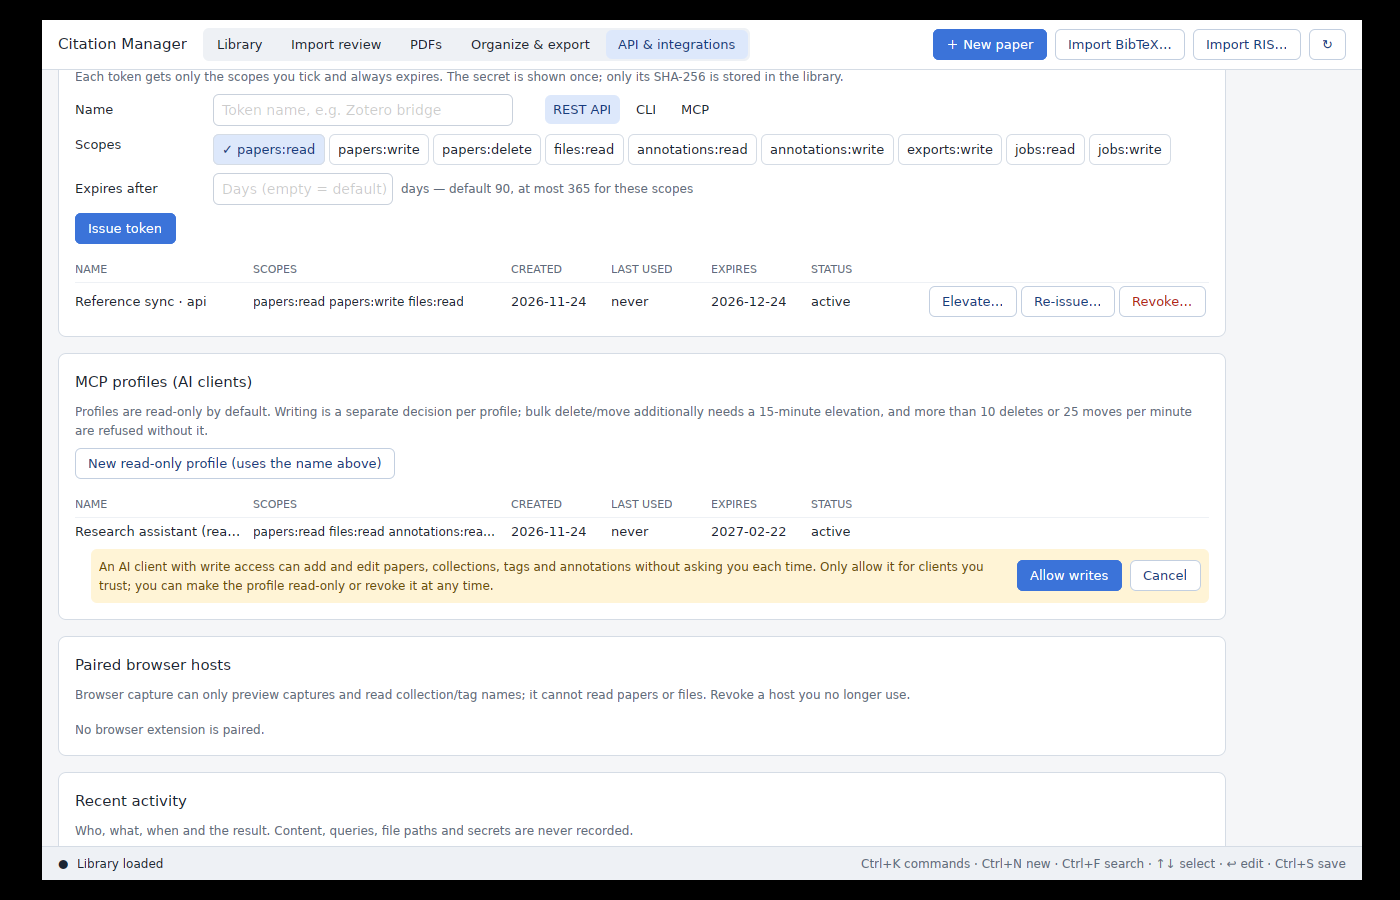 Citation Manager Library Import review PDFs Organize & export API & integrations + New paper Import BibTeX... Import RIS... ↻
Each token gets only the scopes you tick and always expires. The secret is shown once; only its SHA-256 is stored in the library.
Name Token name, e.g. Zotero bridge REST API CLI MCP
Scopes ✓ papers:read papers:write papers:delete files:read annotations:read annotations:write exports:write jobs:read jobs:write
Expires after Days (empty = default) days — default 90, at most 365 for these scopes
Issue token
NAME SCOPES CREATED LAST USED EXPIRES STATUS
Reference sync · api papers:read papers:write files:read 2026-11-24 never 2026-12-24 active Elevate... Re-issue... Revoke...
MCP profiles (AI clients)
Profiles are read-only by default. Writing is a separate decision per profile; bulk delete/move additionally needs a 15-minute elevation, and more than 10 deletes or 25 moves per minute
are refused without it.
New read-only profile (uses the name above)
NAME SCOPES CREATED LAST USED EXPIRES STATUS
Research assistant (rea... papers:read files:read annotations:rea... 2026-11-24 never 2027-02-22 active
An AI client with write access can add and edit papers, collections, tags and annotations without asking you each time. Only allow it for clients you
trust; you can make the profile read-only or revoke it at any time.
Allow writes Cancel
Paired browser hosts
Browser capture can only preview captures and read collection/tag names; it cannot read papers or files. Revoke a host you no longer use.
No browser extension is paired.
Recent activity
Who, what, when and the result. Content, queries, file paths and secrets are never recorded.
● Library loaded Ctrl+K commands · Ctrl+N new · Ctrl+F search · ↑↓ select · ↩ edit · Ctrl+S save